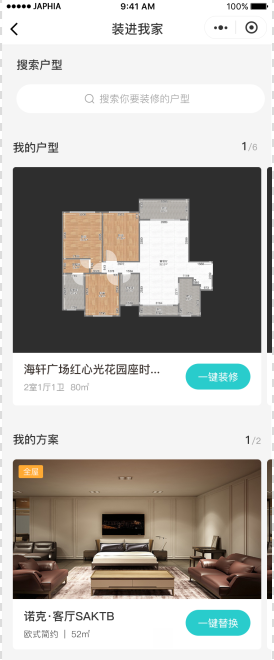 JAPHIA 9:41 AM 100%
装进我家
搜索户型
搜索你要装修的户型
我的户型 1/6
海轩广场红心光花园座时...
一键装修
2室1厅1卫 80㎡
我的方案 1/2
全屋
诺克·客厅SAKTB
一键替换
欧式简约 | 52㎡